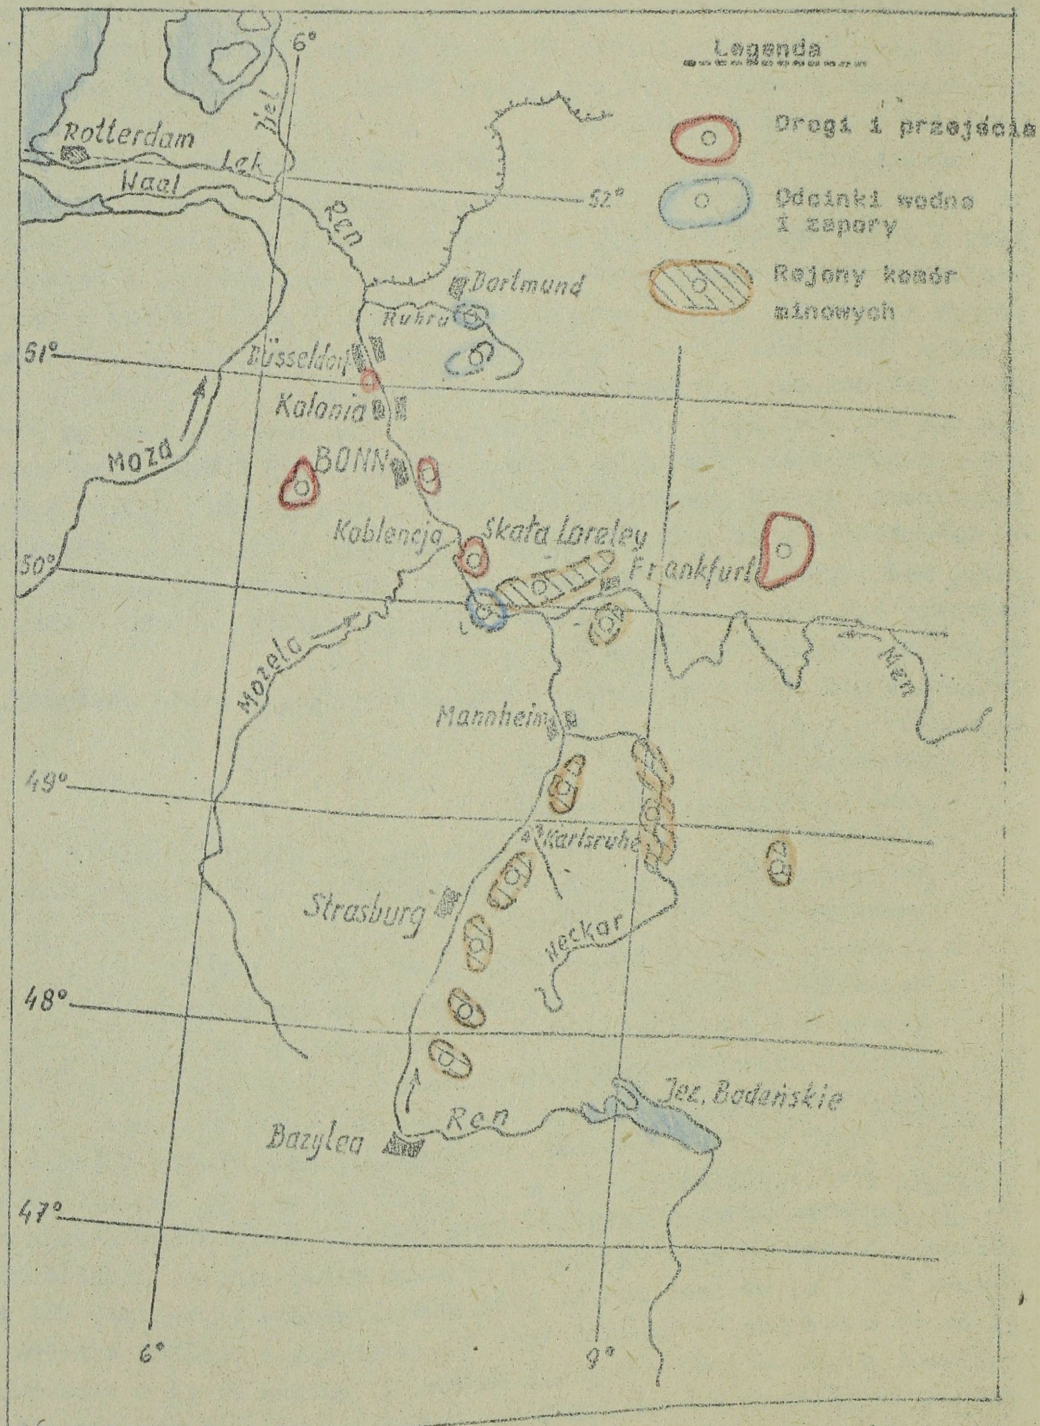 Legenda
Drogi i przejścia
Odcinki wodne
i zapory
Rejony komór
minowych
6°
Ijsel
Rotterdam
Lek
Waal
52°
Ren
Dortmund
Ruhra
51°
Düsseldorf
Kolonia
Moza
BONN
Koblencja
Skała Loreley
50°
Frankfurt
Mozela
Men
Mannheim
49°
Karlsruhe
Strasburg
Neckar
48°
Jez. Bodeńskie
Ren
Bazylea
47°
6°
9°